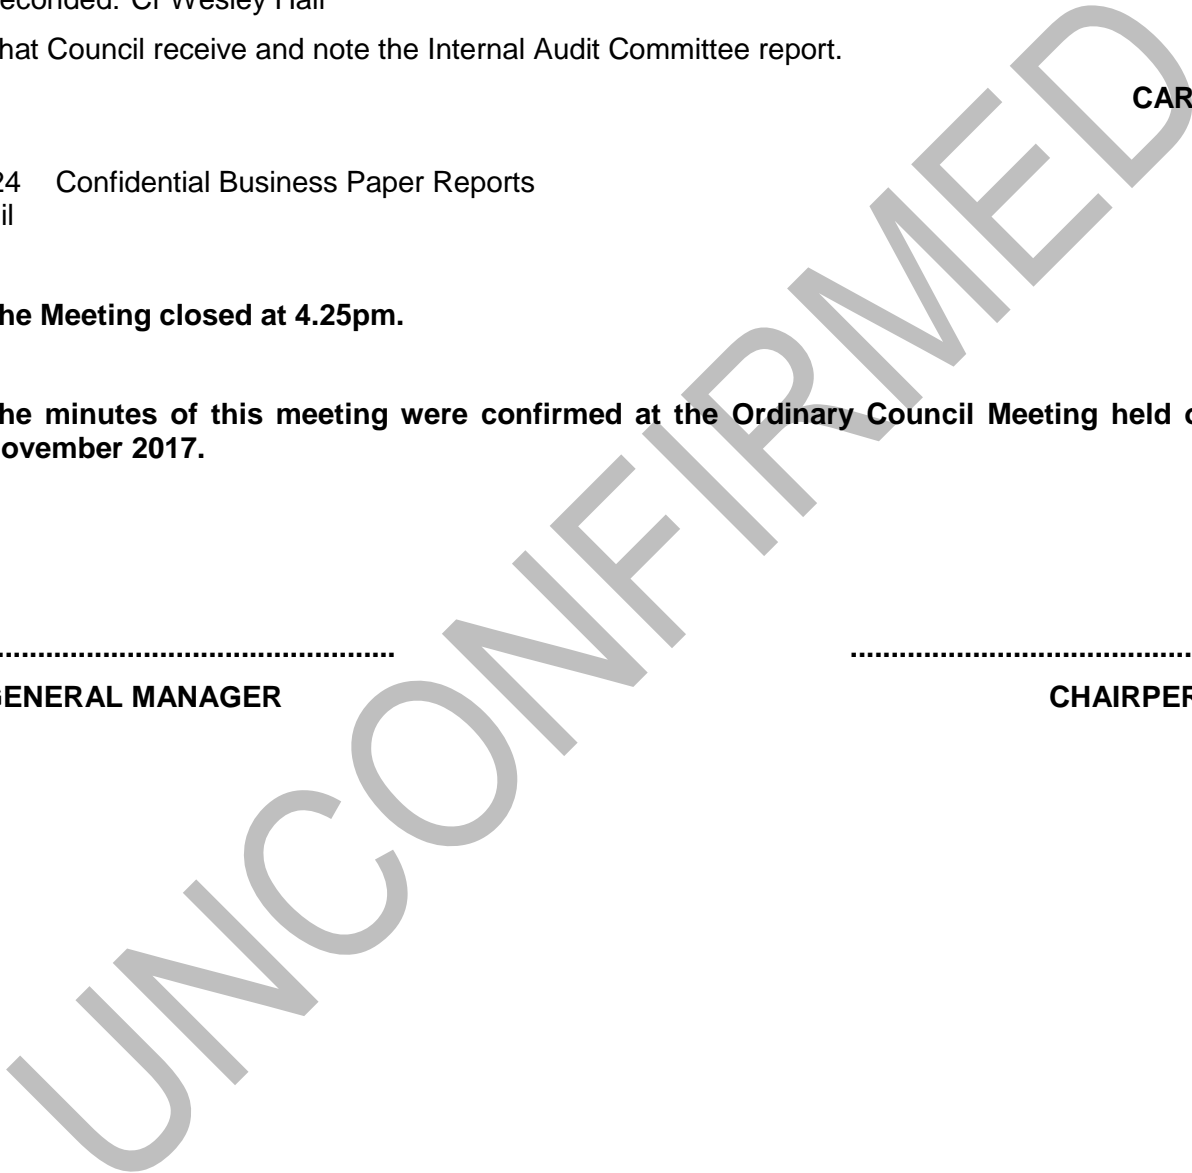 econded: Cr Wesley Hall
hat Council receive and note the Internal Audit Committee report.
CAR
24 Confidential Business Paper Reports
il
he Meeting closed at 4.25pm.
he minutes of this meeting were confirmed at the Ordinary Council Meeting held o
ovember 2017.
................................................ ..........................................
GENERAL MANAGER CHAIRPER
UNCONFIRMED